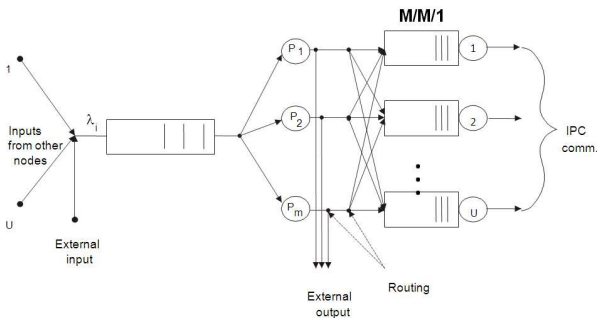 M/M/1
1
Inputs
from other
nodes
U
λi
External
input
P1
P2
Pm
1
2
U
IPC
comm.
Routing
External
output